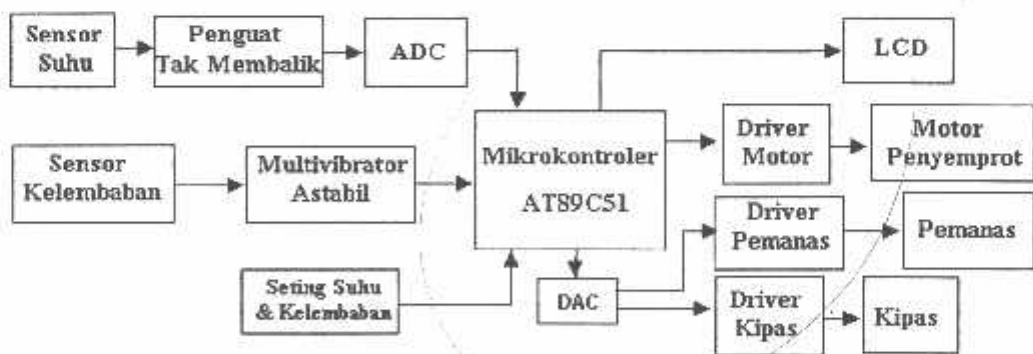 Sensor
Suhu
Penguat
Tak Membalik
ADC
LCD
Sensor
Kelembaban
Multivibrator
Astabil
Mikrokontroler
AT89C51
Driver
Motor
Motor
Penyemprot
Driver
Pemanas
Pemanas
Seting Suhu
& Kelembaban
DAC
Driver
Kipas
Kipas